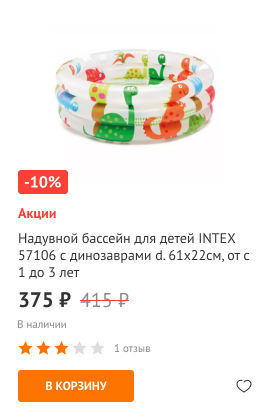 -10%
Акции
Надувной бассейн для детей INTEX
57106 с динозаврами d. 61х22см, от с
1 до 3 лет
375 ₽ 415 ₽
В наличии
1 отзыв
В КОРЗИНУ